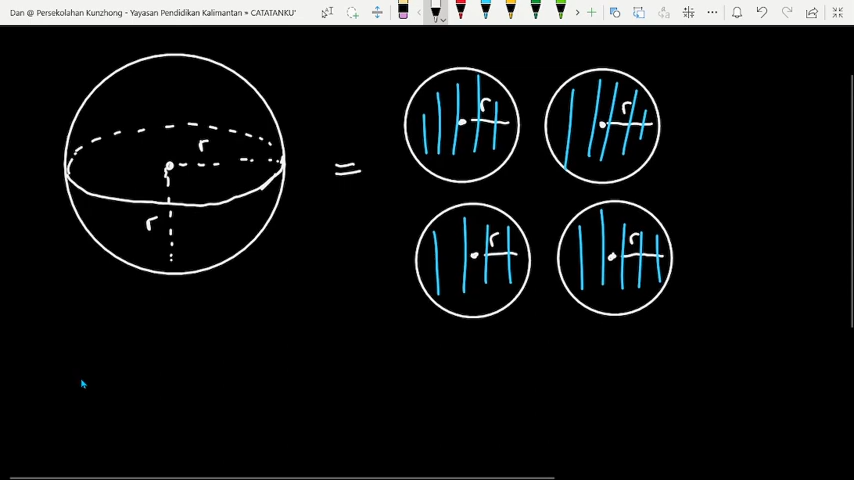 Dan @ Persekolahan Kunzhong - Yayasan Pendidikan Kalimantan » CATATANKU"
r
r
=
r
r
r
r